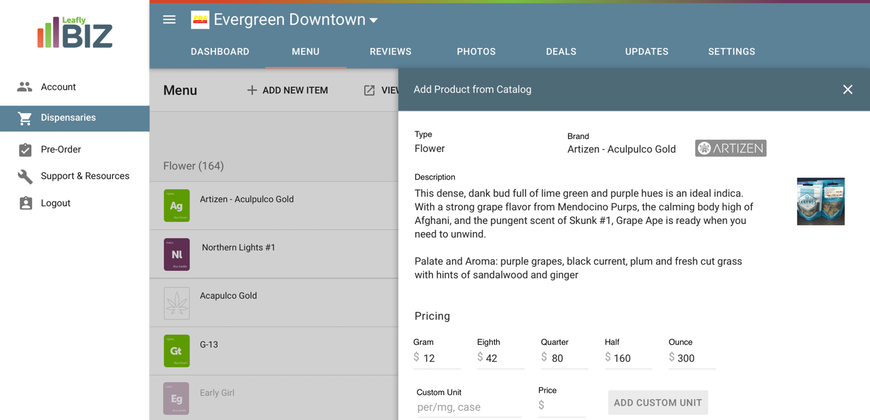 Leafly
BIZ
Account
Dispensaries
Pre-Order
Support & Resources
Logout
Evergreen Downtown
DASHBOARD MENU REVIEWS PHOTOS DEALS UPDATES SETTINGS
Menu
ADD NEW ITEM
Flower (164)
Ag
Artizen - Aculpulco Gold
Nl
Northern Lights #1
Acapulco Gold
Gt
G-13
Eg
Early Girl
Add Product from Catalog
Type
Flower
Brand
Artizen - Aculpulco Gold
ARTIZEN
Description
This dense, dank bud full of lime green and purple hues is an ideal indica.
With a strong grape flavor from Mendocino Purps, the calming body high of
Afghani, and the pungent scent of Skunk #1, Grape Ape is ready when you
need to unwind.
Palate and Aroma: purple grapes, black current, plum and fresh cut grass
with hints of sandalwood and ginger
Pricing
Gram Eighth Quarter Half Ounce
$ 12 $ 42 $ 80 $ 160 $ 300
Custom Unit Price
per/mg, case $
ADD CUSTOM UNIT